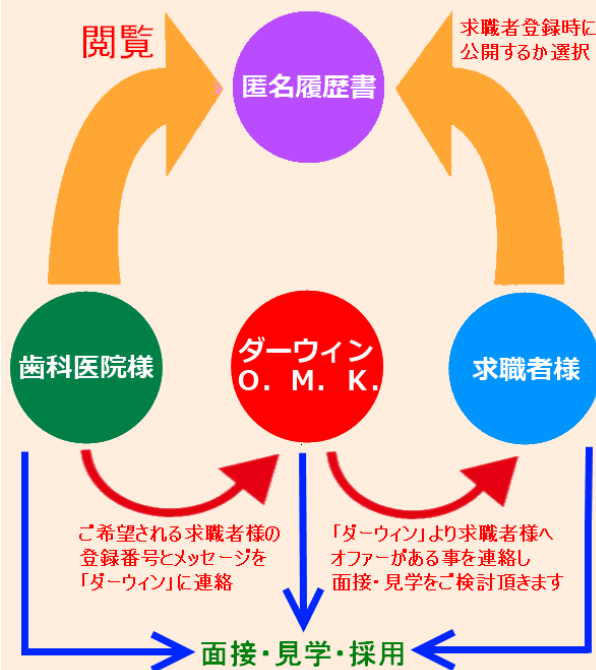 閲覧
求職者登録時に
公開するか選択
匿名履歴書
歯科医院様
ダーウィン
O. M. K.
求職者様
ご希望される求職者様の
登録番号とメッセージを
「ダーウィン」に連絡
「ダーウィン」より求職者様へ
オファーがある事を連絡し
面接・見学をご検討頂きます
面接・見学・採用